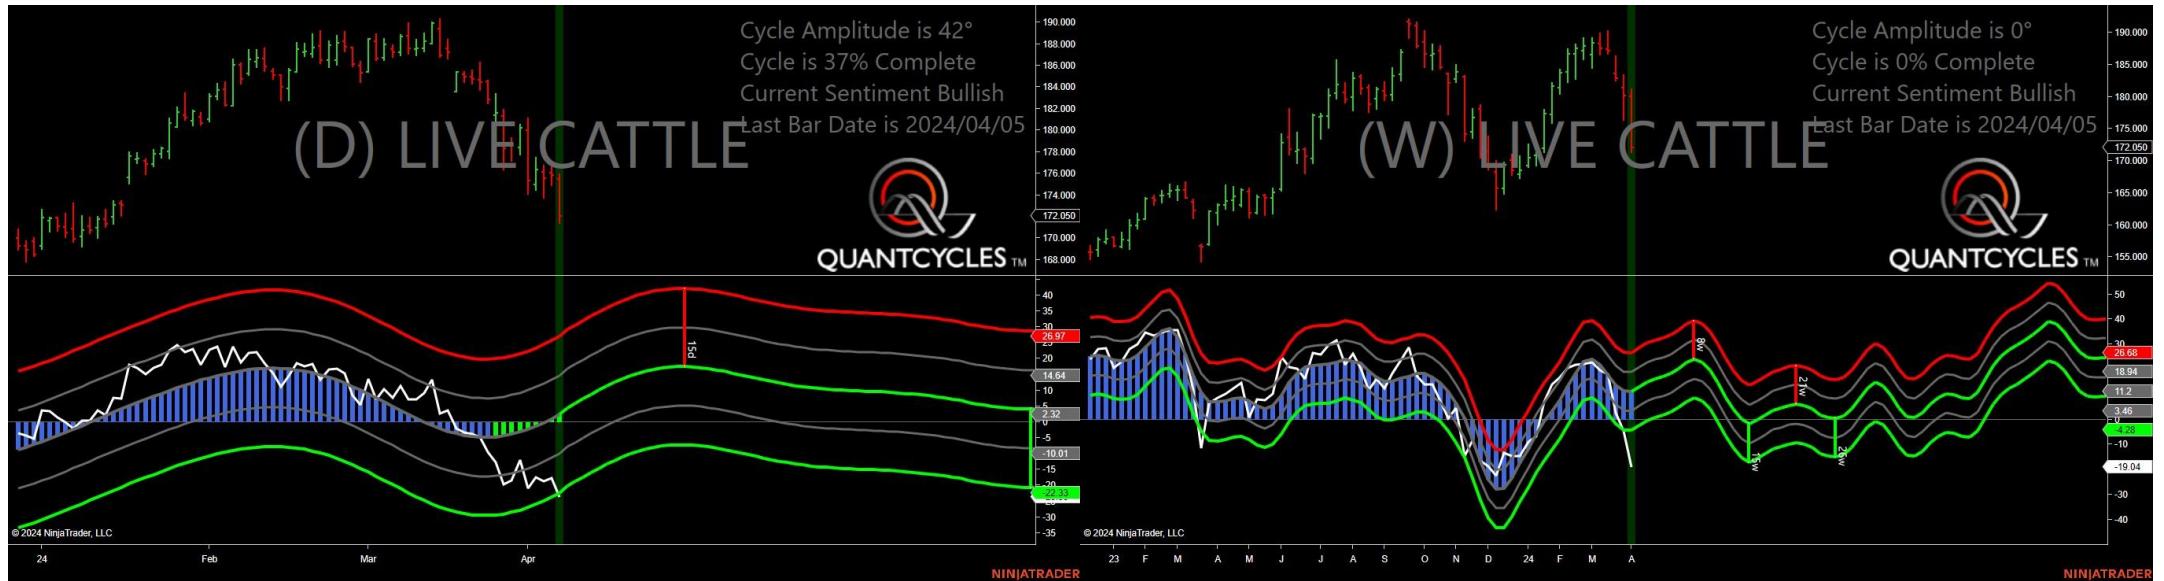 Cycle Amplitude is 42°
Cycle is 37% Complete
Current Sentiment Bullish
Last Bar Date is 2024/04/05
(D) LIVE CATTLE
QUANTCYCLES TM
190.000
188.000
186.000
184.000
182.000
180.000
178.000
176.000
174.000
172.050
170.000
168.000
40
35
30
26.97
20
14.64
10
5
2.32
0
-5
-10.01
-15
-20
-22.33
-30
-35
15d
© 2024 NinjaTrader, LLC
24 Feb Mar Apr
NINJATRADER
Cycle Amplitude is 0°
Cycle is 0% Complete
Current Sentiment Bullish
Last Bar Date is 2024/04/05
(W) LIVE CATTLE
QUANTCYCLES TM
190.000
185.000
180.000
175.000
172.050
170.000
165.000
160.000
155.000
50
40
30
26.68
18.94
11.2
3.46
0
-4.28
-10
-19.04
-30
-40
8w
15w
21w
26w
© 2024 NinjaTrader, LLC
23 F M A M J J A S O N D 24 F M A
NINJATRADER